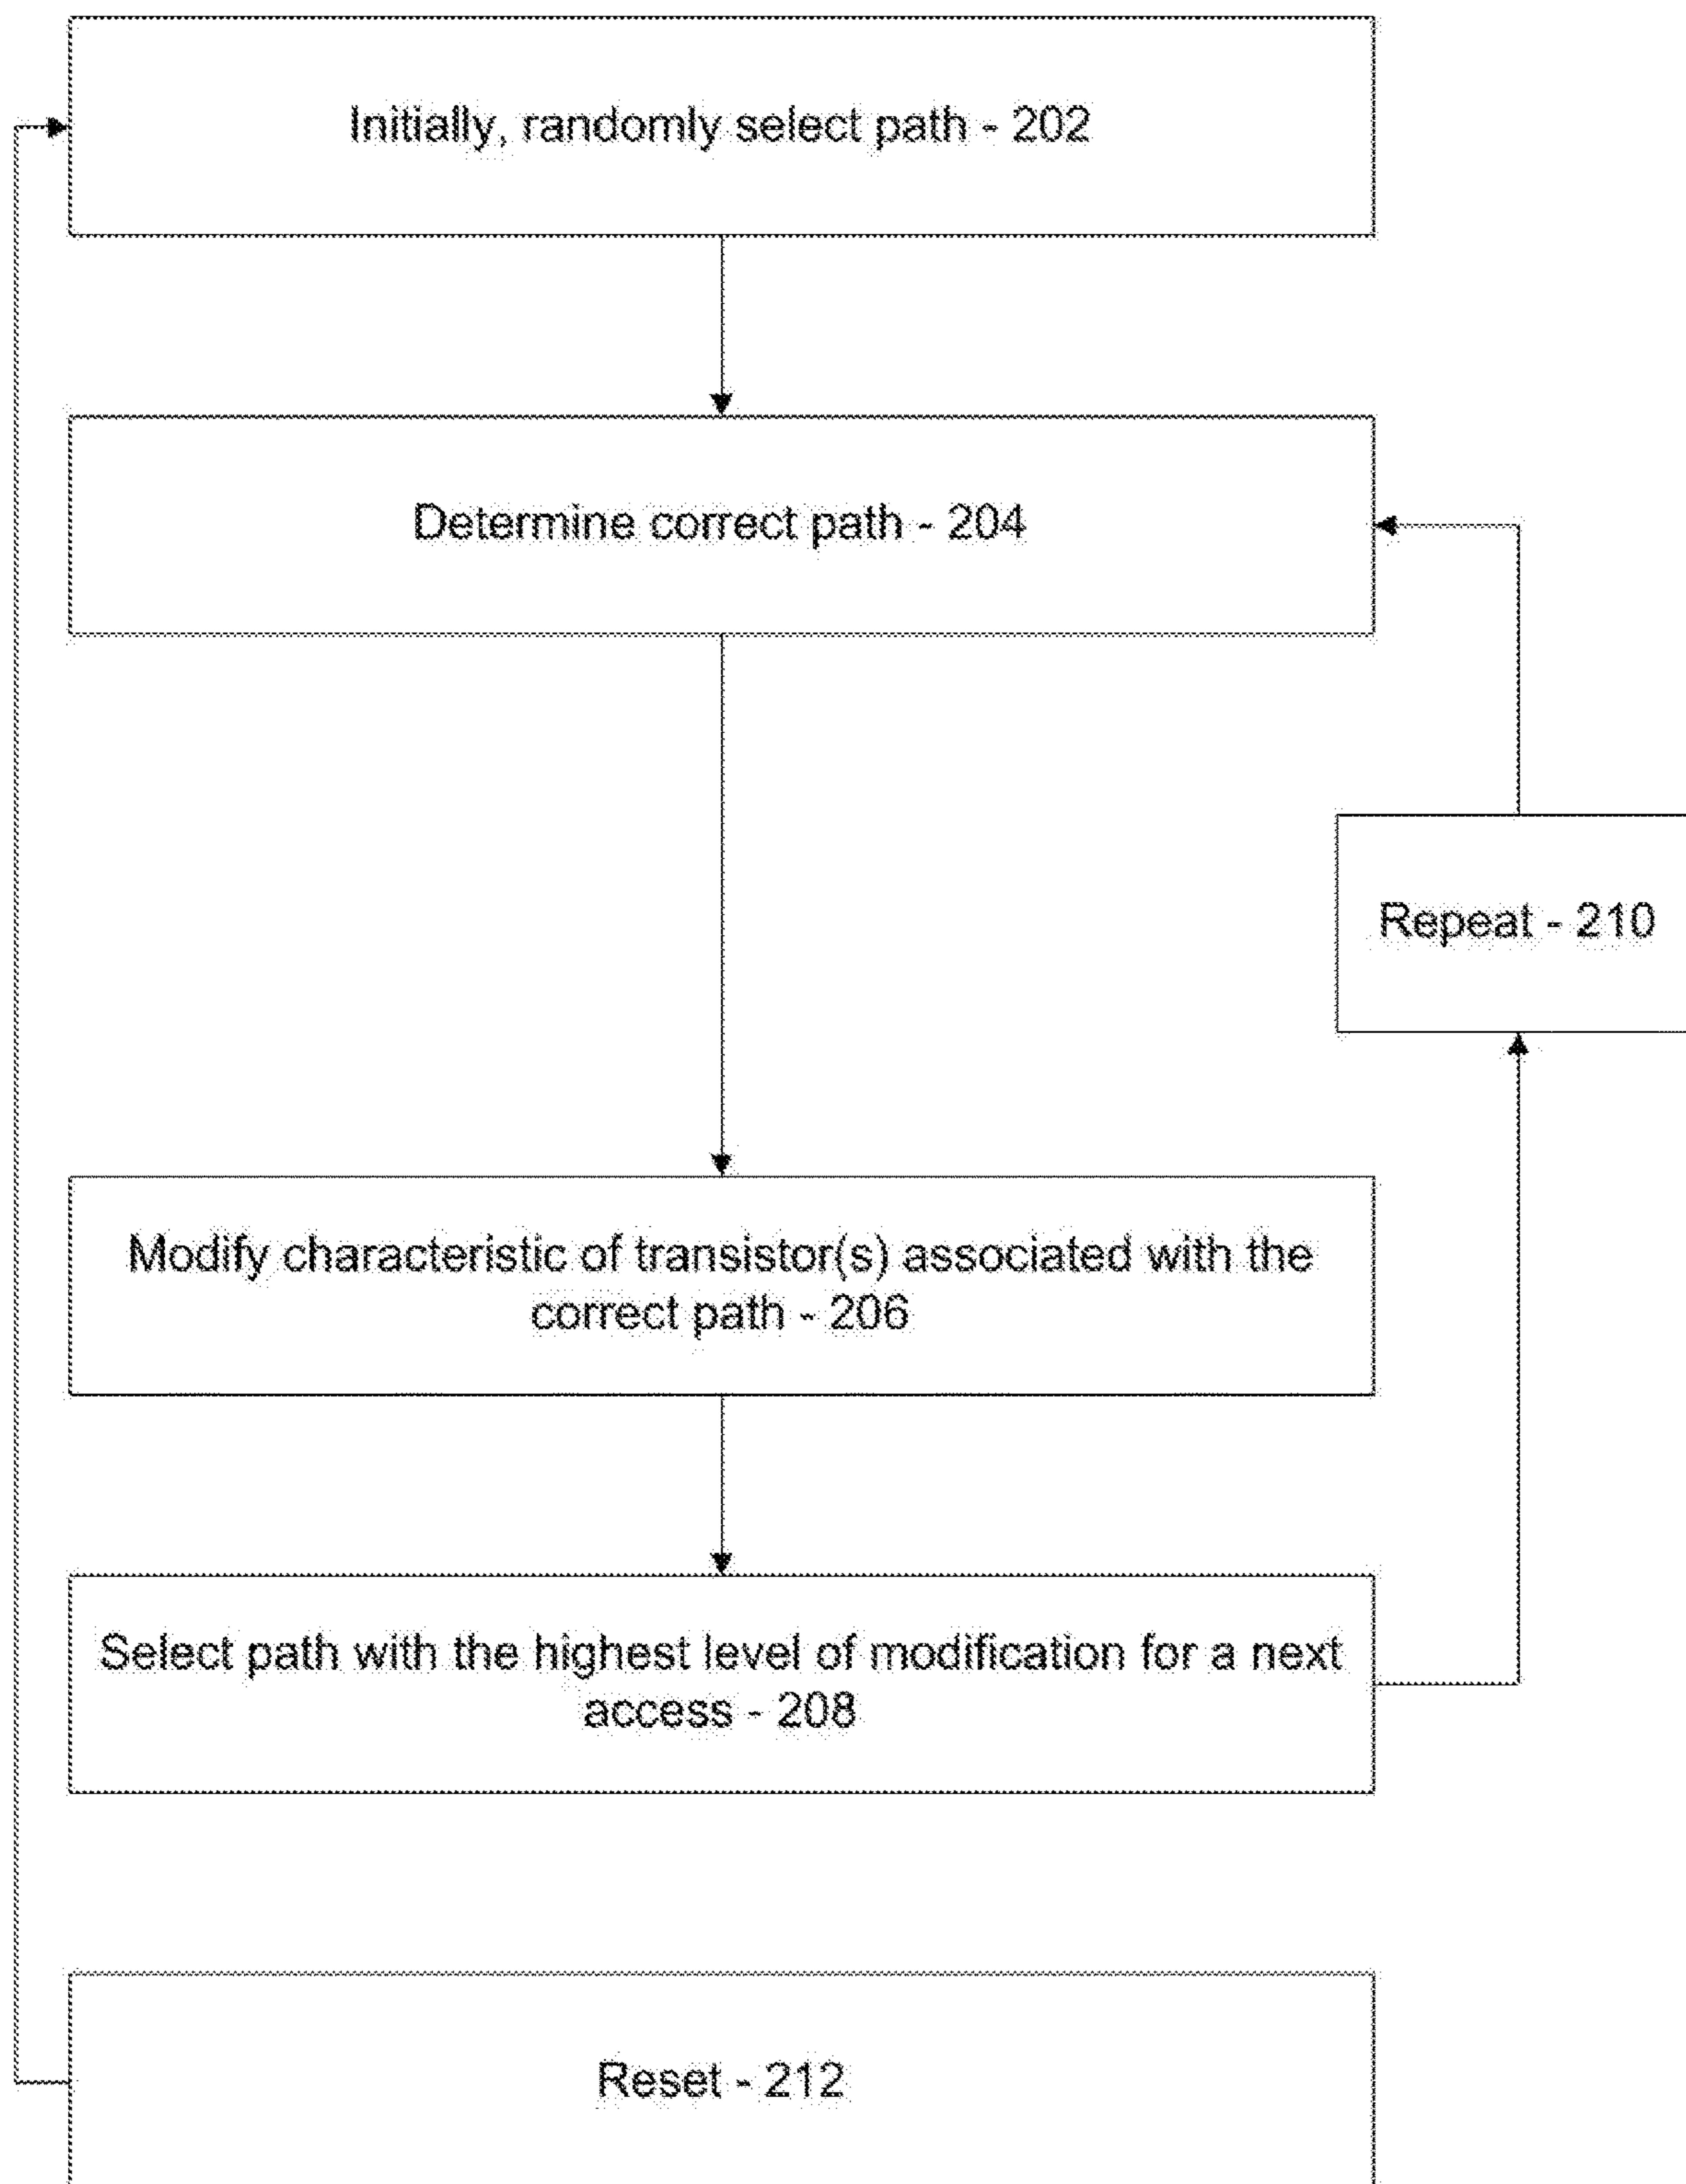 Initially, randomly select path - 202
Determine correct path - 204
Repeat - 210
Modify characteristic of transistor(s) associated with the
correct path - 206
Select path with the highest level of modification for a next
access - 208
Reset - 212